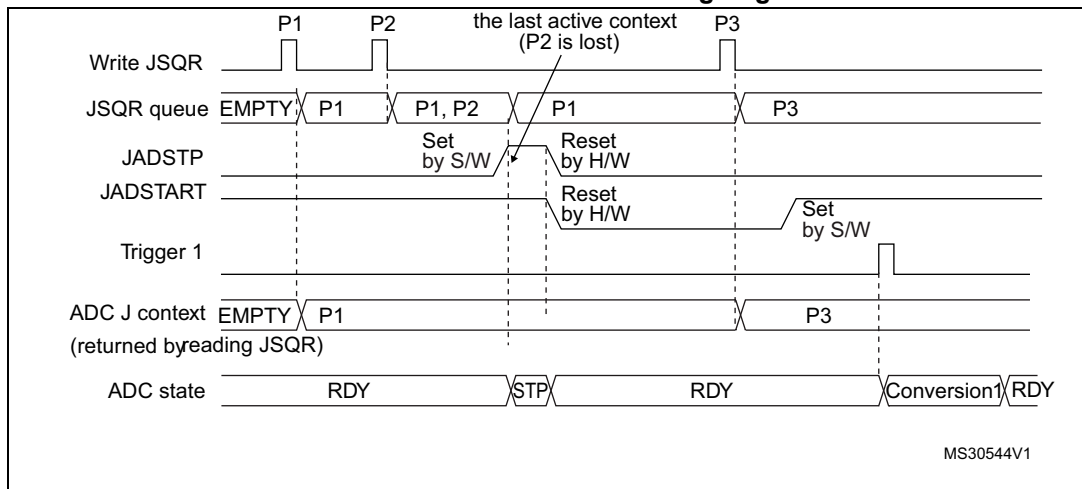 P1 P2 the last active context P3
(P2 is lost)
Write JSQR
JSQR queue EMPTY P1 P1, P2 P1 P3
Set Reset
JADSTP by S/W by H/W
JADSTART Reset
by H/W Set
by S/W
Trigger 1
ADC J context EMPTY P1 P3
(returned byreading JSQR)
ADC state RDY STP RDY Conversion1 RDY
MS30544V1